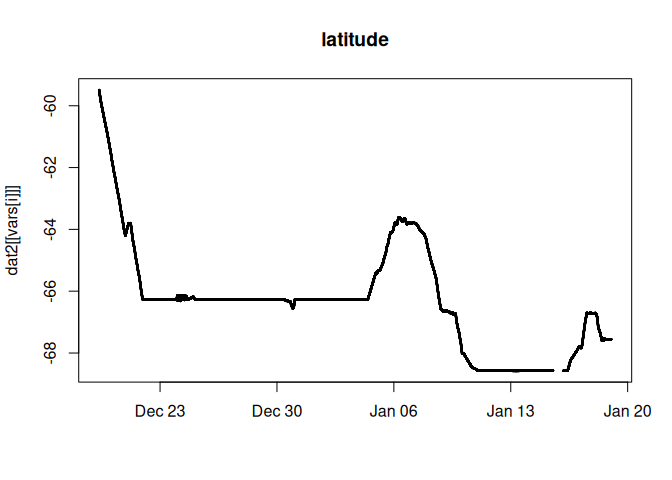 latitude
dat2[[vars[i]]]
-60
-62
-64
-66
-68
Dec 23
Dec 30
Jan 06
Jan 13
Jan 20